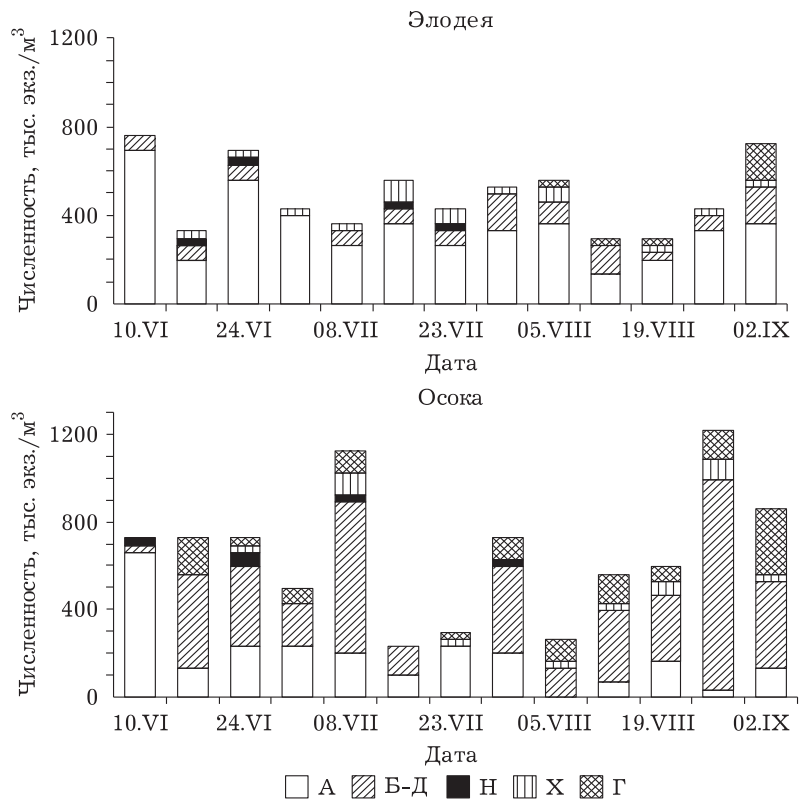 Элодея
Численность, тыс. экз./м³
1200
800
400
0
10.VI 24.VI 08.VII 23.VII 05.VIII 19.VIII 02.IX
Дата
Осока
Численность, тыс. экз./м³
1200
800
400
0
10.VI 24.VI 08.VII 23.VII 05.VIII 19.VIII 02.IX
Дата
А Б-Д Н Х Г